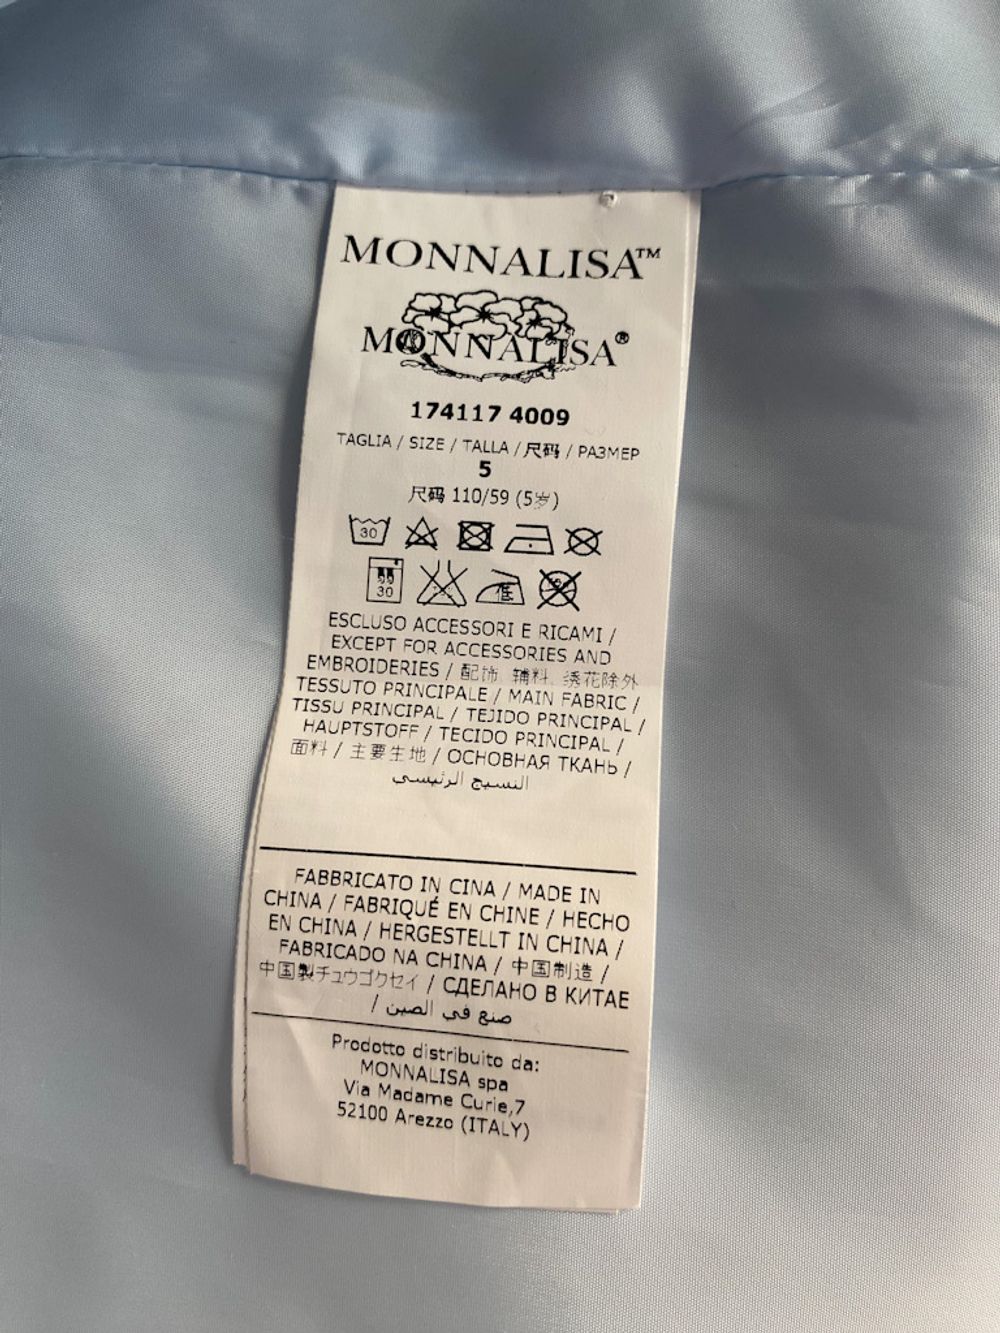 MONNALISA™
MONNALISA®
174117 4009
TAGLIA / SIZE / TALLA / 尺码 / РАЗМЕР
5
尺码 110/59 (5岁)
30
30 低
ESCLUSO ACCESSORI E RICAMI /
EXCEPT FOR ACCESSORIES AND
EMBROIDERIES / 配饰、辅料、绣花除外
TESSUTO PRINCIPALE / MAIN FABRIC /
TISSU PRINCIPAL / TEJIDO PRINCIPAL /
HAUPTSTOFF / TECIDO PRINCIPAL /
面料 / 主要生地 / ОСНОВНАЯ ТКАНЬ /
النسيج الرئيسى
FABBRICATO IN CINA / MADE IN
CHINA / FABRIQUÉ EN CHINE / HECHO
EN CHINA / HERGESTELLT IN CHINA /
FABRICADO NA CHINA / 中国制造 /
中国製チュウゴクセイ / СДЕЛАНО В КИТАЕ
/ صنع في الصين
Prodotto distribuito da:
MONNALISA spa
Via Madame Curie,7
52100 Arezzo (ITALY)